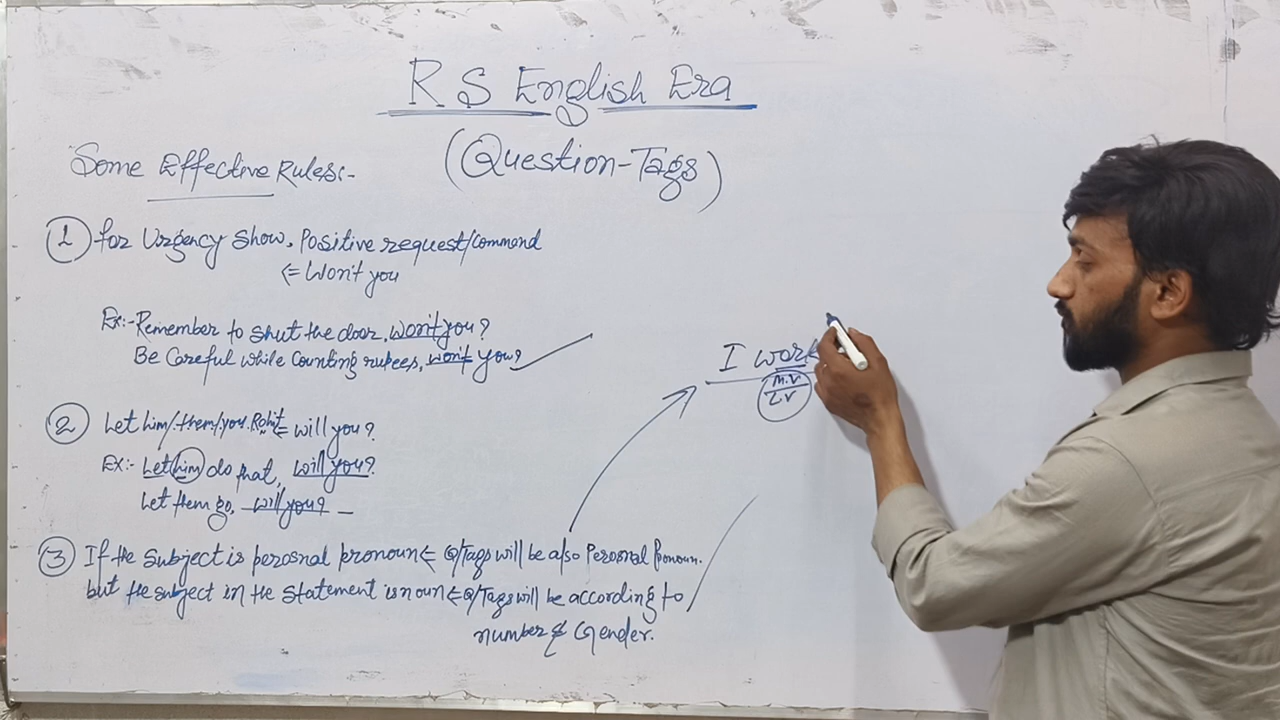 R S English Era
(Question-Tags)
Some Effective Rules:-
1 for Urgency Show, Positive request/Command
<= Won't you
Ex:- Remember to shut the door, won't you?
Be Careful while Counting rupees, won't you?
2 Let him/them/you.Rohit <= will you?
Ex:- Let him do that, will you?
Let them go, will you?
3 If the Subject is perosnal pronoun <= Q/Tags will be also Personal Pronoun.
but the subject in the Statement is noun <= Q/Tags will be according to
number & Gender.
I work
M.V